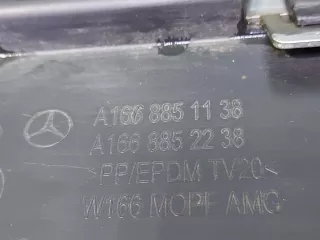 A166 885 11 38
A166 885 22 38
>PP/EPDM TV20<
W166 MOPF AMG